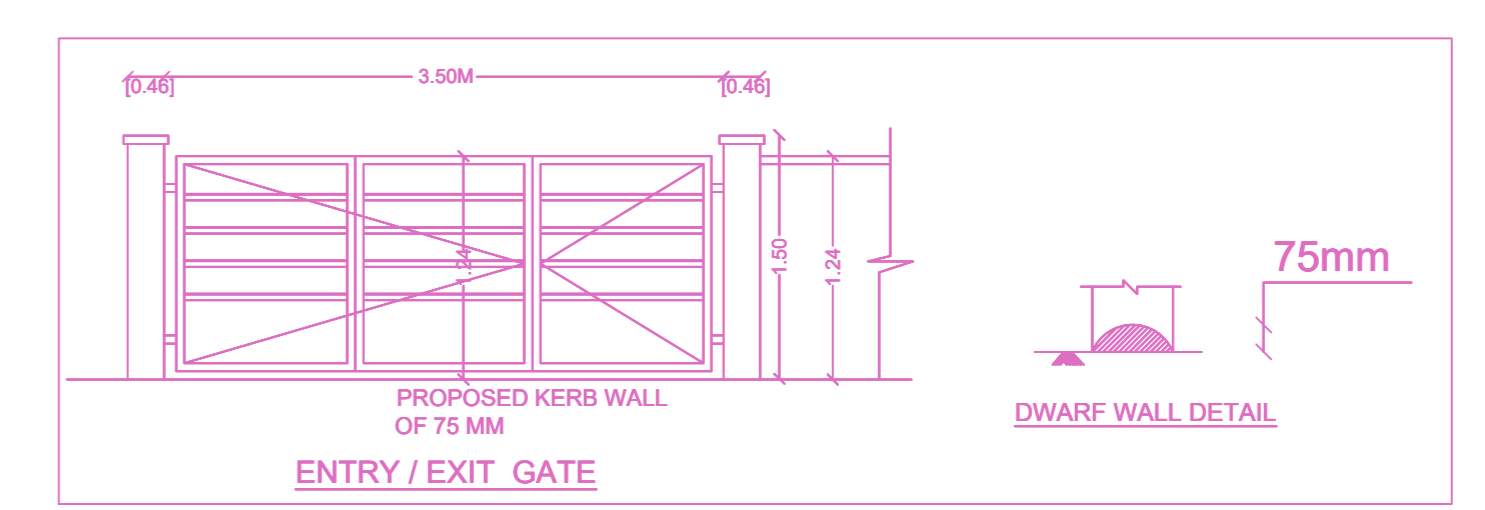 3.50M
[0.46]
[0.46]
1.24
1.50
1.24
75mm
PROPOSED KERB WALL
OF 75 MM
DWARF WALL DETAIL
ENTRY / EXIT GATE